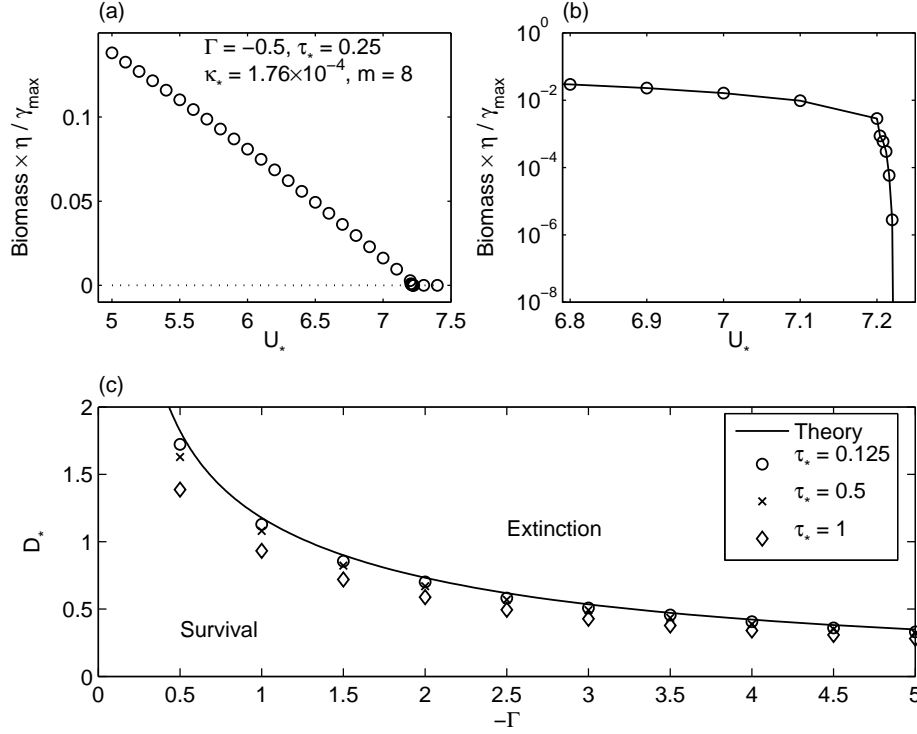 (a)
Γ = −0.5, τ* = 0.25
κ* = 1.76×10⁻⁴, m = 8
Biomass × η / γmax
0.1
0.05
0
5 5.5 6 6.5 7 7.5
U*
(b)
Biomass × η / γmax
10⁰
10⁻²
10⁻⁴
10⁻⁶
10⁻⁸
6.8 6.9 7 7.1 7.2
U*
(c)
D*
2
1.5
1
0.5
0
Theory
τ* = 0.125
τ* = 0.5
τ* = 1
Extinction
Survival
0 0.5 1 1.5 2 2.5 3 3.5 4 4.5 5
−Γ